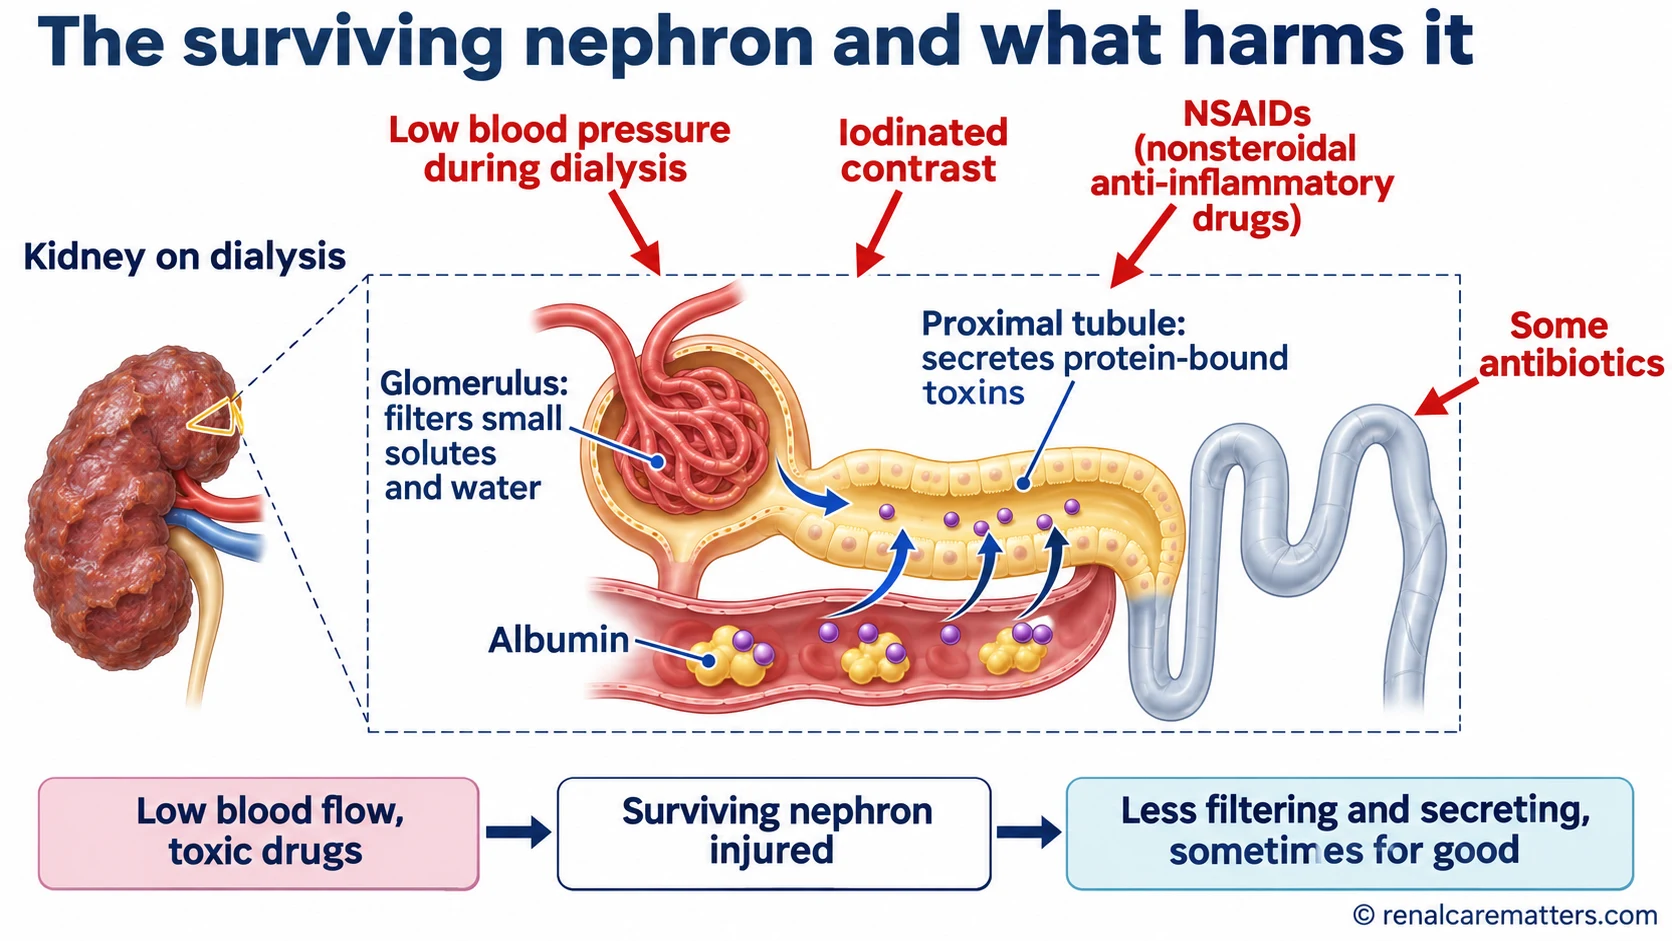 The surviving nephron and what harms it
Low blood pressure
during dialysis
Iodinated
contrast
NSAIDs
(nonsteroidal
anti-inflammatory
drugs)
Kidney on dialysis
Some
antibiotics
Proximal tubule:
secretes protein-bound
toxins
Glomerulus:
filters small
solutes
and water
Albumin
Low blood flow,
toxic drugs
Surviving nephron
injured
Less filtering and secreting,
sometimes for good
© renalcarematters.com